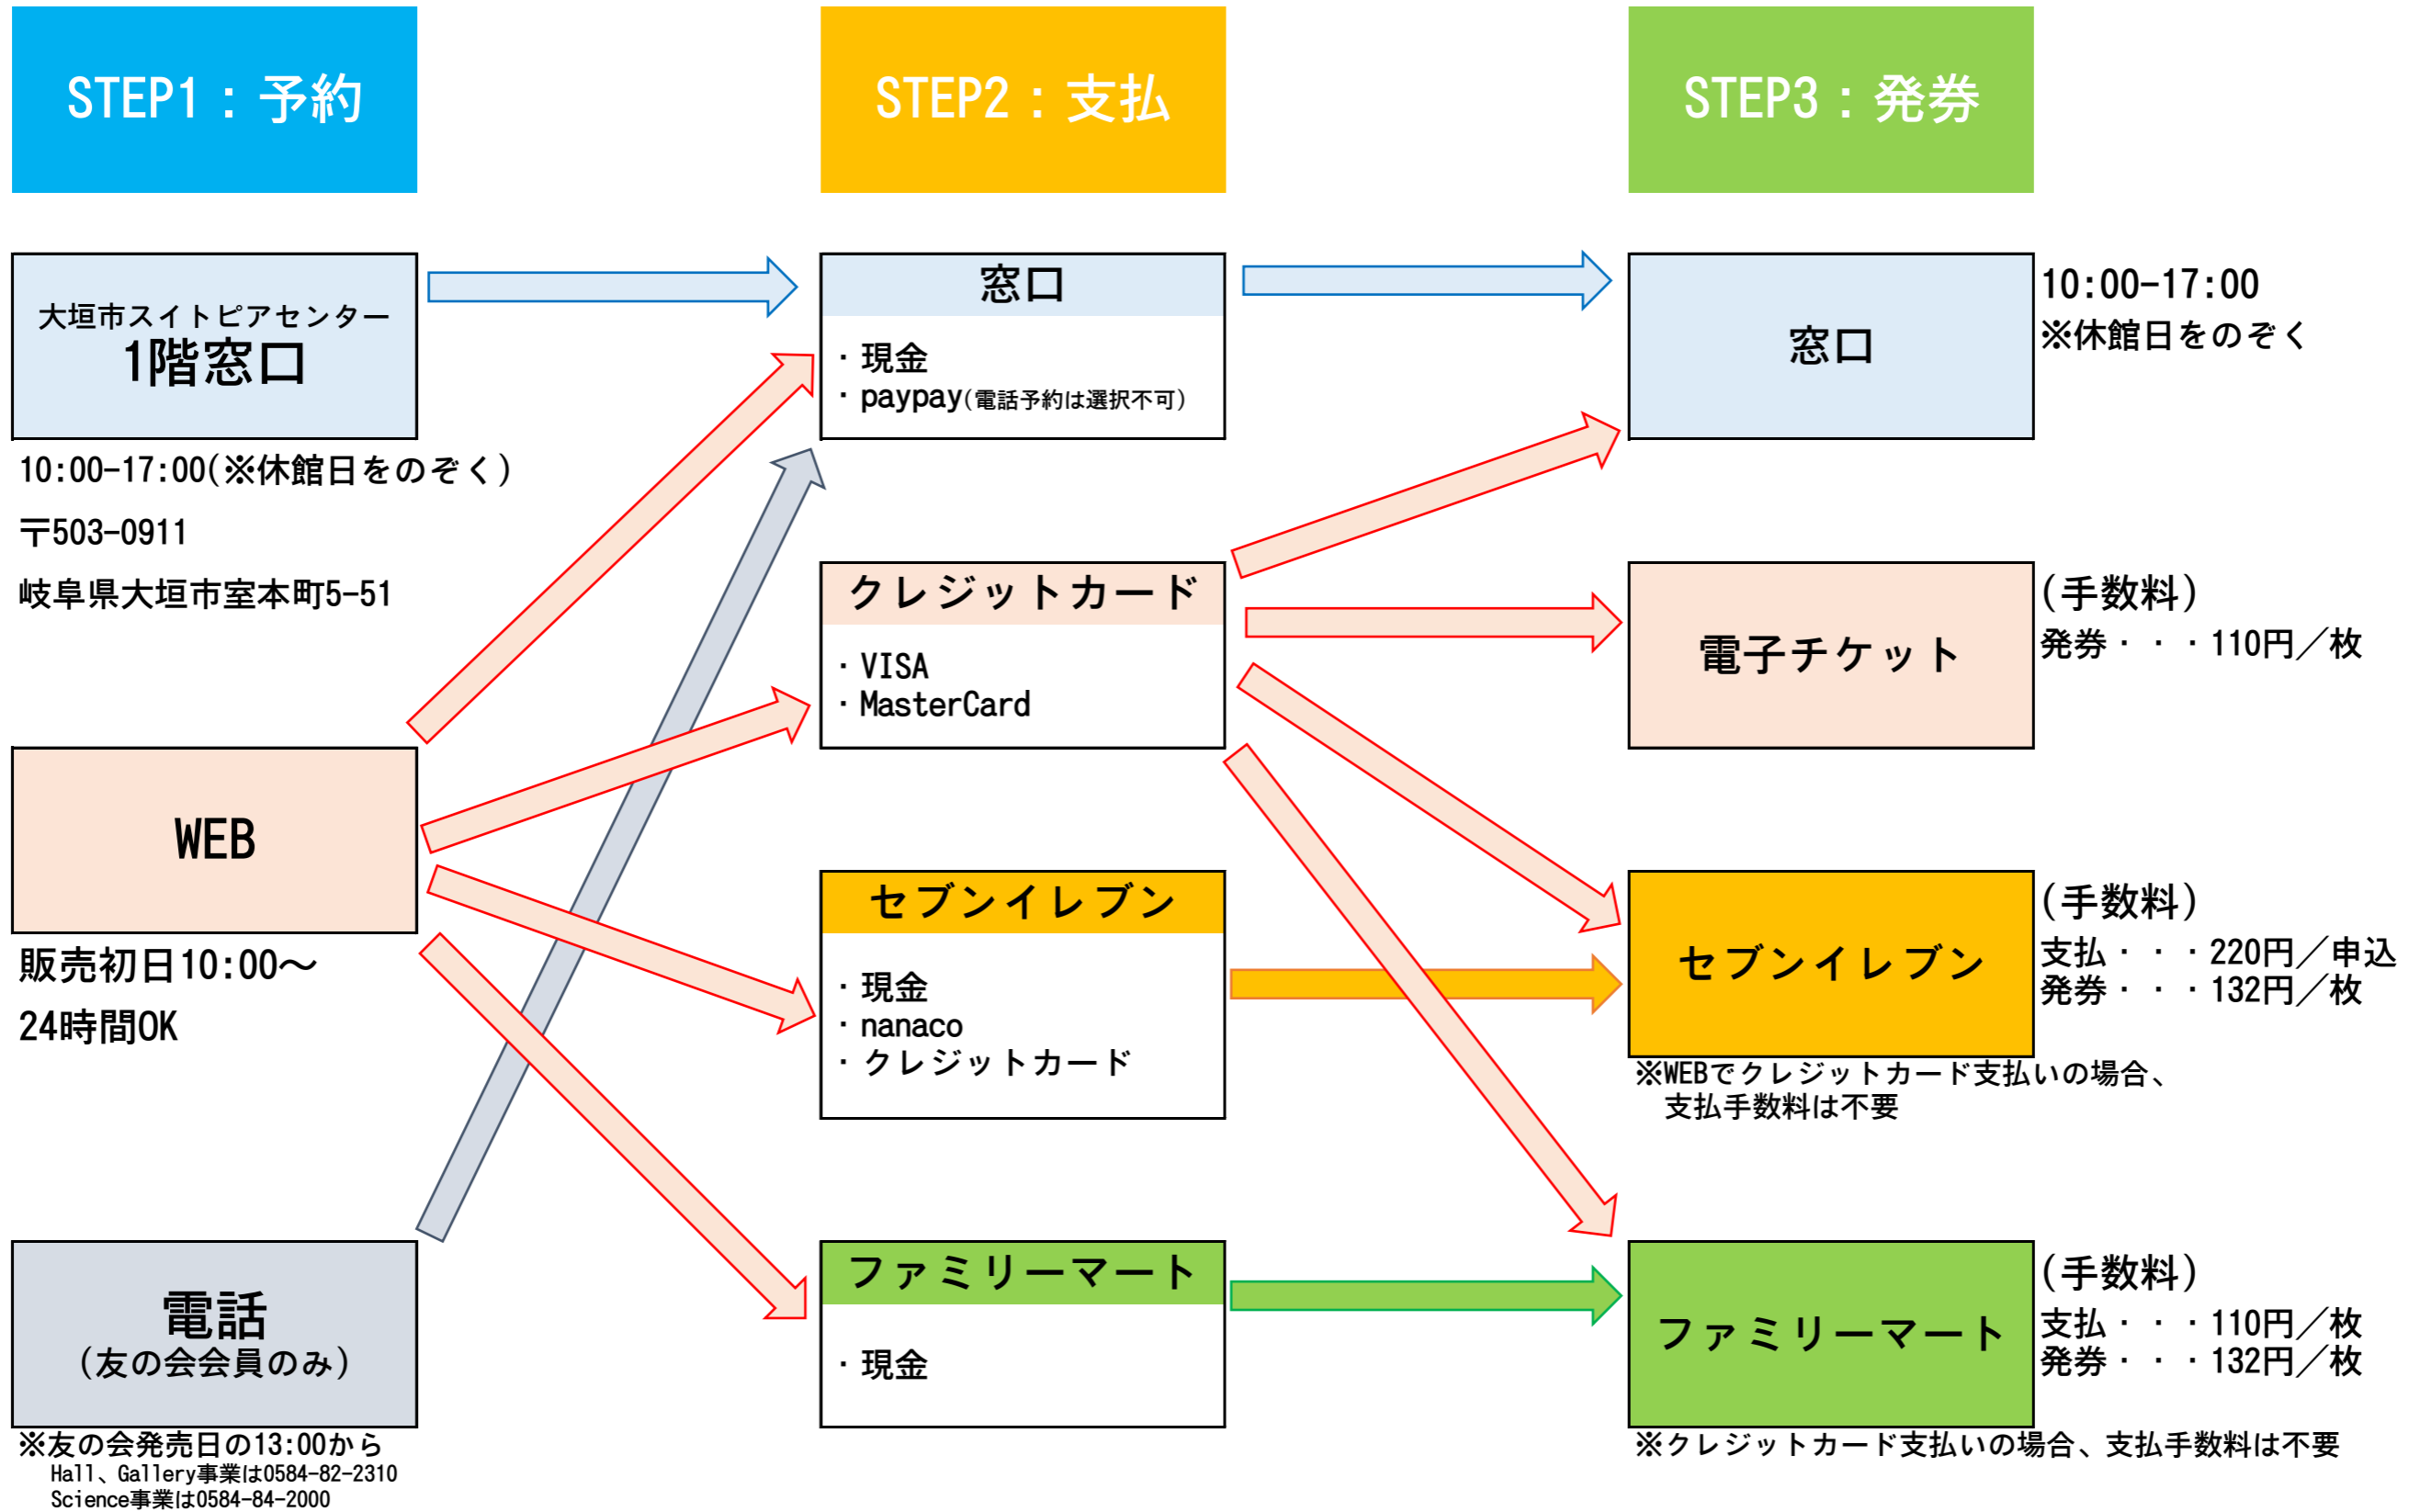 STEP1：予約
STEP2：支払
STEP3：発券
大垣市スイトピアセンター
1階窓口
10:00-17:00(※休館日をのぞく)
〒503-0911
岐阜県大垣市室本町5-51
WEB
販売初日10:00～
24時間OK
電話
(友の会会員のみ)
※友の会発売日の13:00から
Hall、Gallery事業は0584-82-2310
Science事業は0584-84-2000
窓口
・現金
・paypay(電話予約は選択不可)
クレジットカード
・VISA
・MasterCard
セブンイレブン
・現金
・nanaco
・クレジットカード
ファミリーマート
・現金
窓口
10:00-17:00
※休館日をのぞく
電子チケット
(手数料)
発券・・・110円／枚
セブンイレブン
(手数料)
支払・・・220円／申込
発券・・・132円／枚
※WEBでクレジットカード支払いの場合、
支払手数料は不要
ファミリーマート
(手数料)
支払・・・110円／枚
発券・・・132円／枚
※クレジットカード支払いの場合、支払手数料は不要